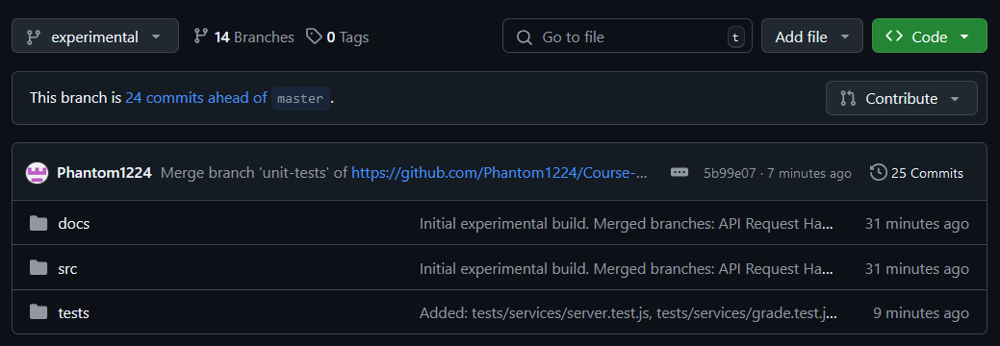 experimental 14 Branches 0 Tags Go to file t Add file Code
This branch is 24 commits ahead of master .
Contribute
Phantom1224 Merge branch 'unit-tests' of https://github.com/Phantom1224/Course-... 5b99e07 · 7 minutes ago 25 Commits
docs Initial experimental build. Merged branches: API Request Ha... 31 minutes ago
src Initial experimental build. Merged branches: API Request Ha... 31 minutes ago
tests Added: tests/services/server.test.js, tests/services/grade.test.j... 9 minutes ago